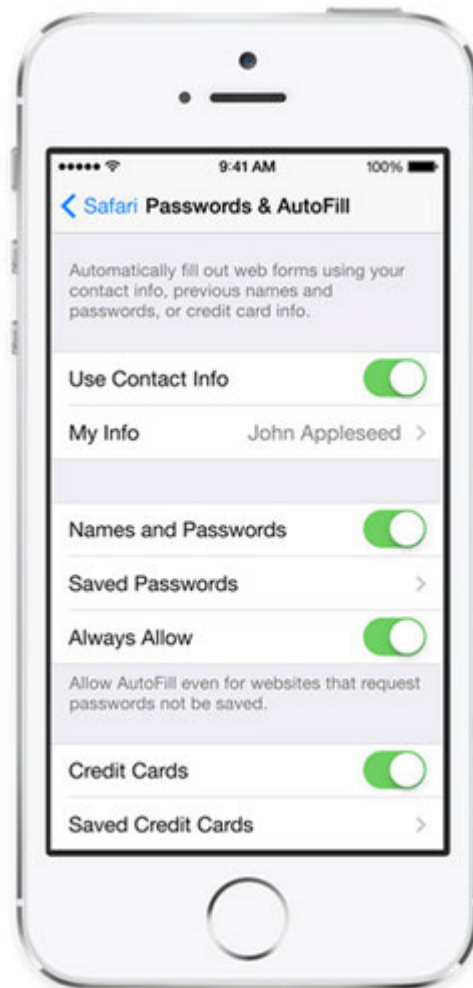 9:41 AM 100%
Safari Passwords & AutoFill
Automatically fill out web forms using your
contact info, previous names and
passwords, or credit card info.
Use Contact Info
My Info John Appleseed
Names and Passwords
Saved Passwords
Always Allow
Allow AutoFill even for websites that request
passwords not be saved.
Credit Cards
Saved Credit Cards